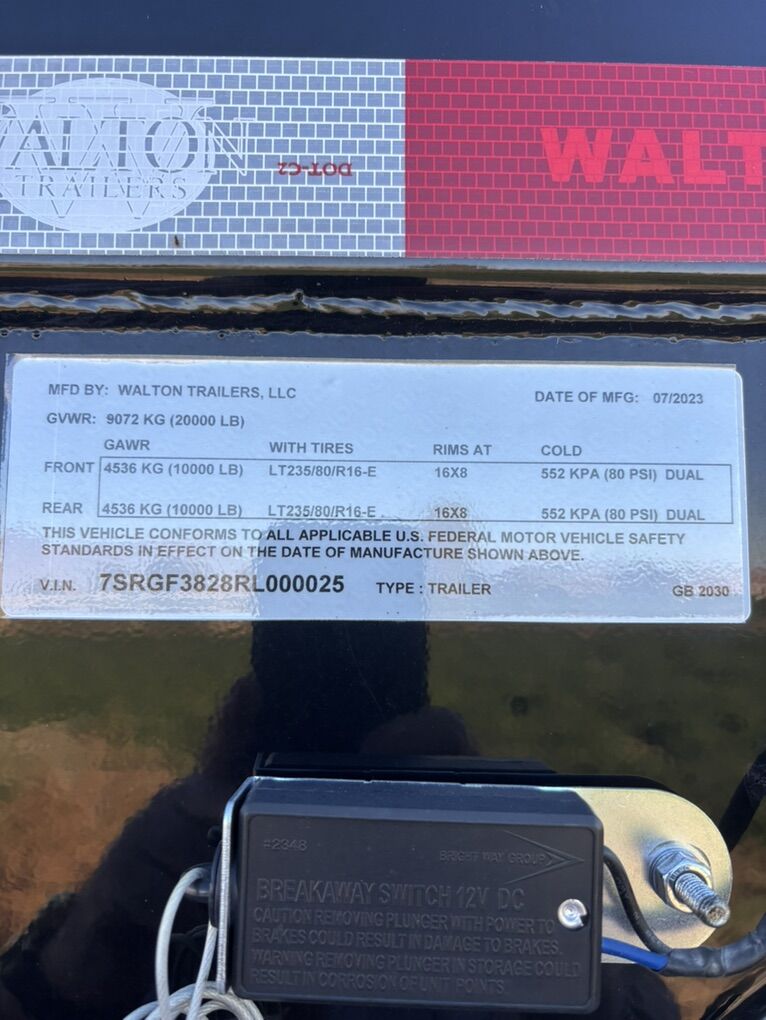 WALTON
TRAILERS
DOT-C2
WALT
MFD BY: WALTON TRAILERS, LLC
DATE OF MFG: 07/2023
GVWR: 9072 KG (20000 LB)
GAWR WITH TIRES RIMS AT COLD
FRONT 4536 KG (10000 LB) LT235/80/R16-E 16X8 552 KPA (80 PSI) DUAL
REAR 4536 KG (10000 LB) LT235/80/R16-E 16X8 552 KPA (80 PSI) DUAL
THIS VEHICLE CONFORMS TO ALL APPLICABLE U.S. FEDERAL MOTOR VEHICLE SAFETY
STANDARDS IN EFFECT ON THE DATE OF MANUFACTURE SHOWN ABOVE.
V.I.N. 7SRGF3828RL000025 TYPE : TRAILER GB 2030
#2348
BRIGHT WAY GROUP
BREAKAWAY SWITCH 12V DC
CAUTION REMOVING PLUNGER WITH POWER TO
BRAKES COULD RESULT IN DAMAGE TO BRAKES.
WARNING REMOVING PLUNGER IN STORAGE COULD
RESULT IN CORROSION OF UNIT POINTS.